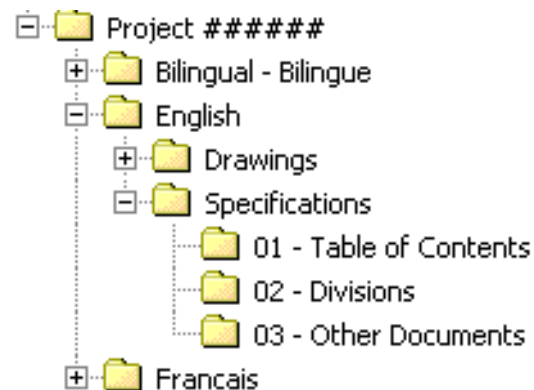 Project ######
Bilingual - Bilingue
English
Drawings
Specifications
01 - Table of Contents
02 - Divisions
03 - Other Documents
Francais